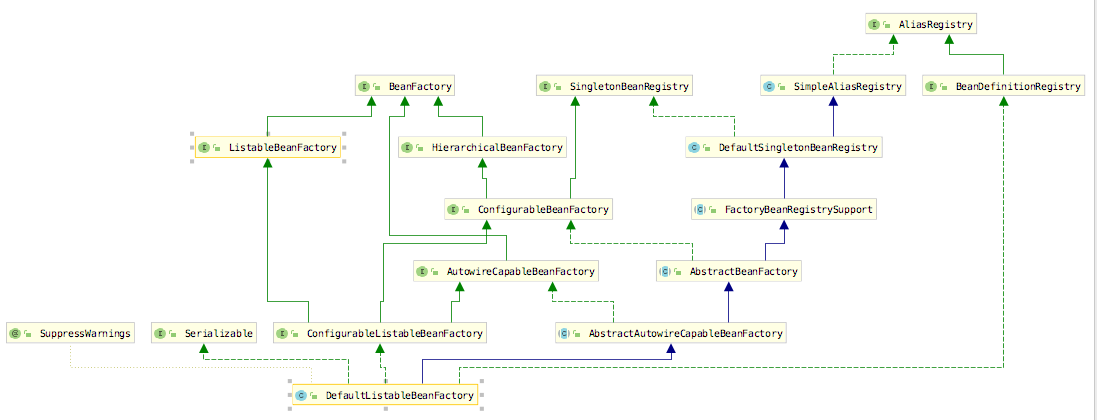 AliasRegistry
BeanFactory
SingletonBeanRegistry
SimpleAliasRegistry
BeanDefinitionRegistry
ListableBeanFactory
HierarchicalBeanFactory
DefaultSingletonBeanRegistry
ConfigurableBeanFactory
FactoryBeanRegistrySupport
AutowireCapableBeanFactory
AbstractBeanFactory
SuppressWarnings
Serializable
ConfigurableListableBeanFactory
AbstractAutowireCapableBeanFactory
DefaultListableBeanFactory